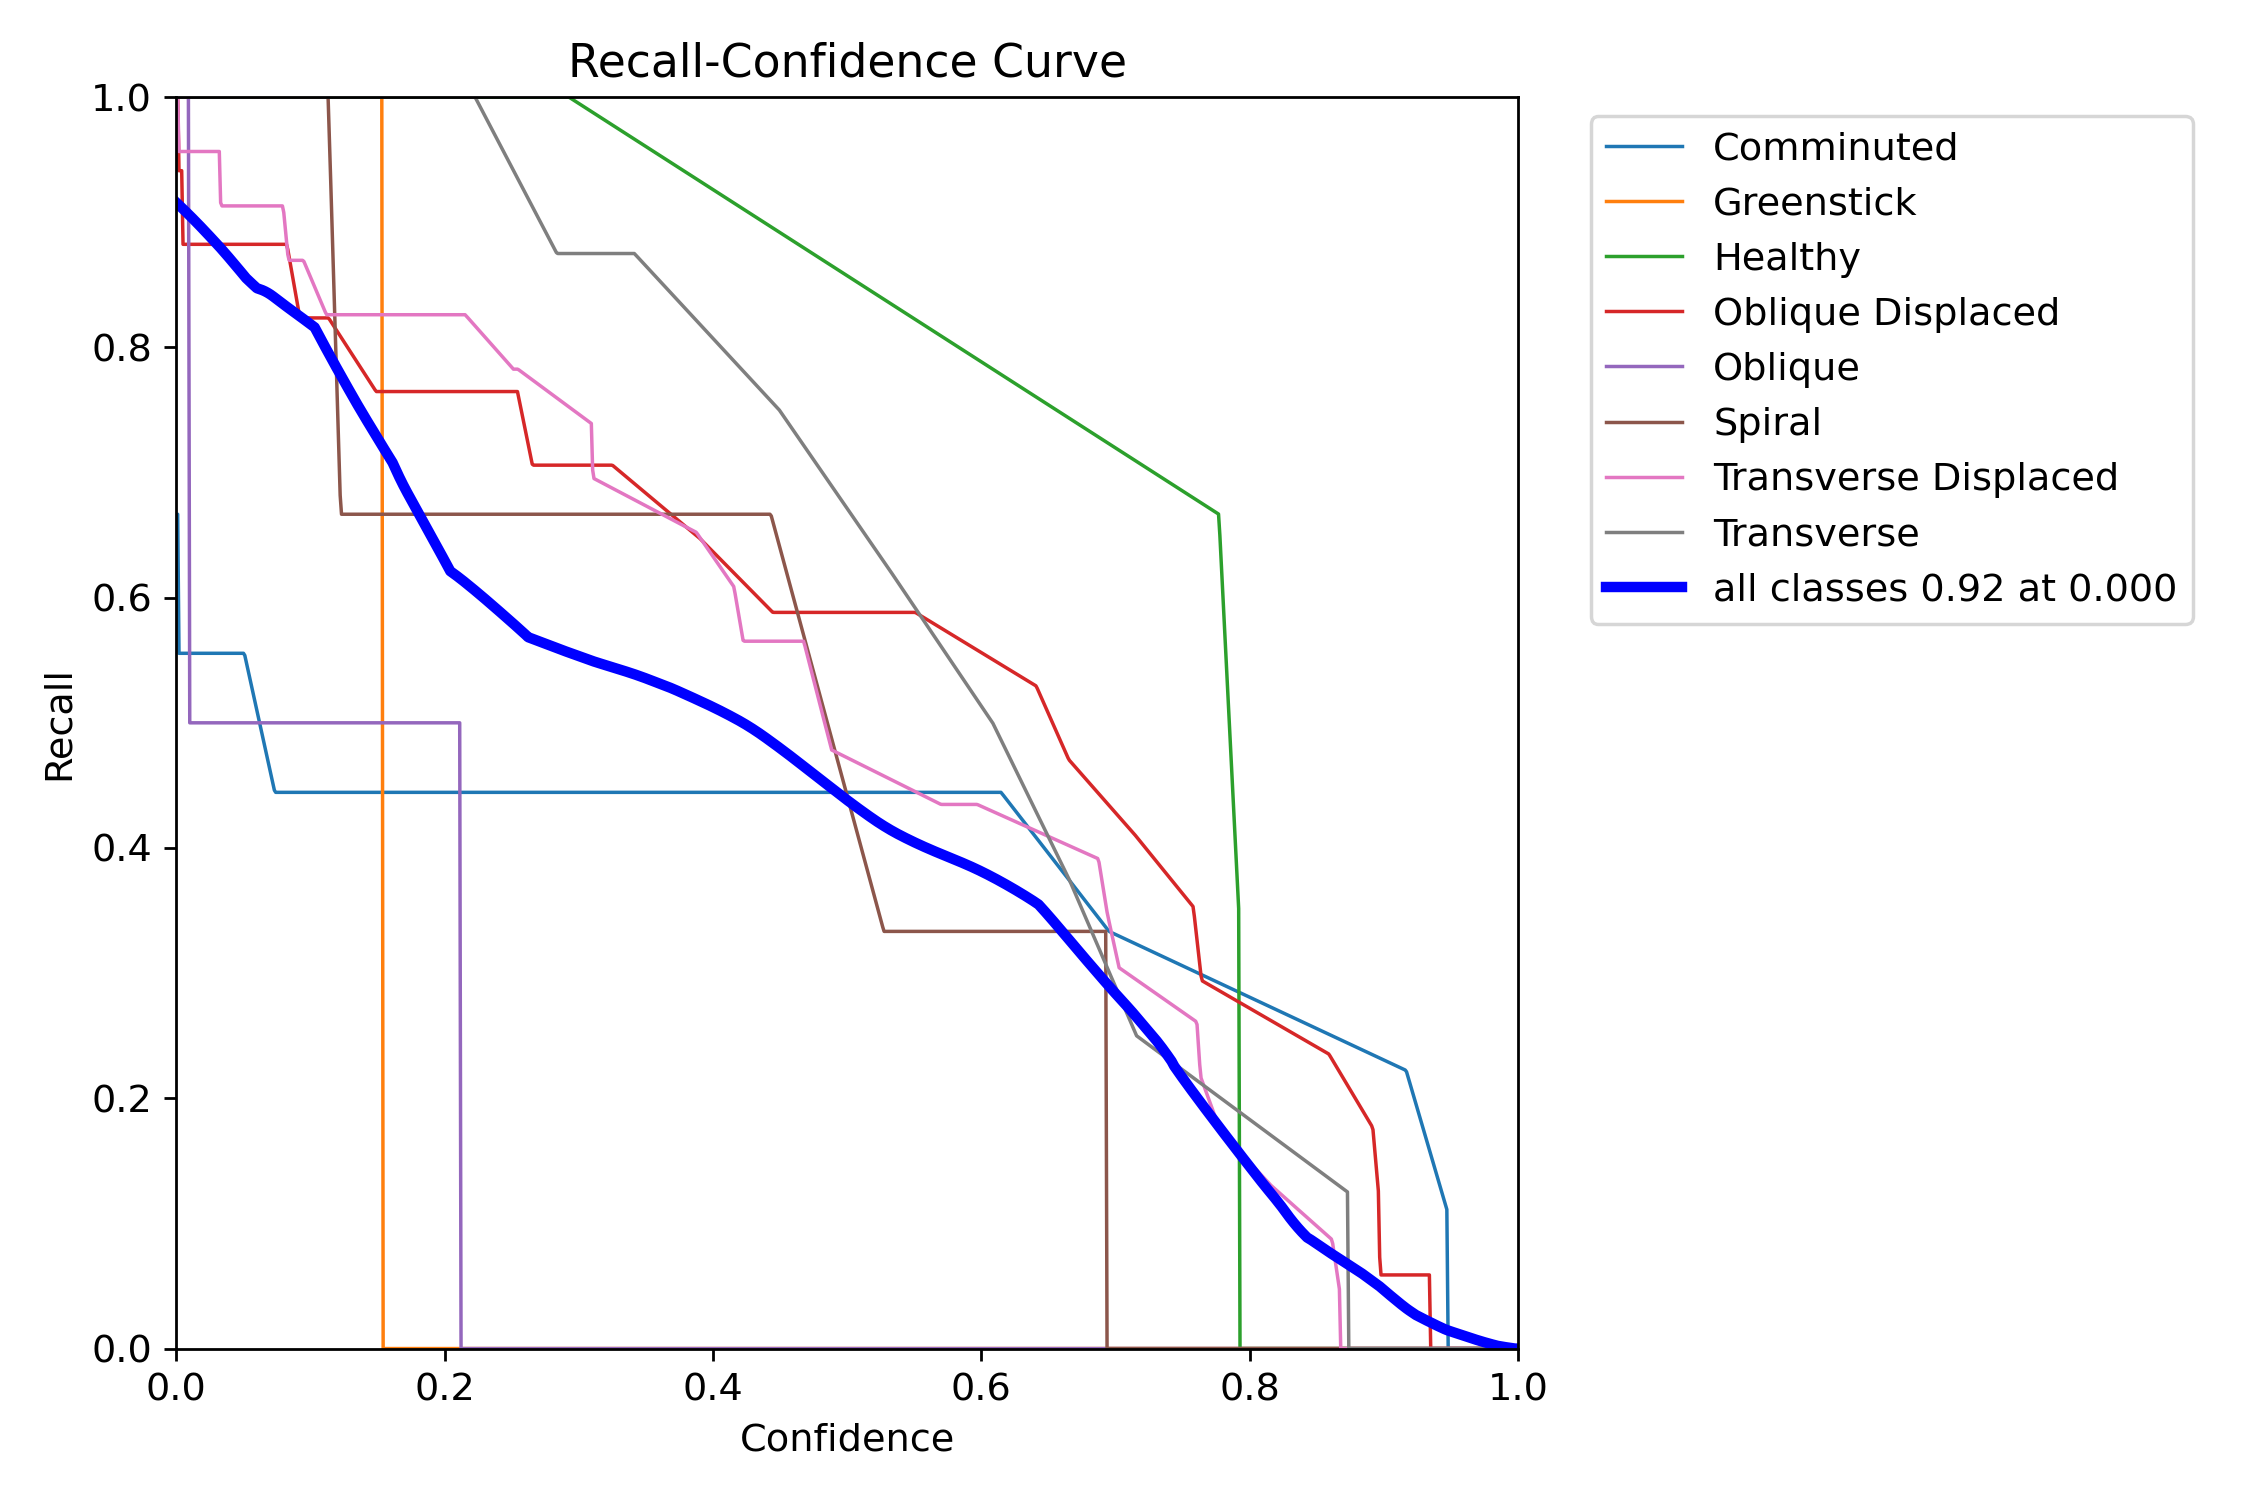 Recall-Confidence Curve
1.0
0.8
0.6
0.4
0.2
0.0
Recall
0.0 0.2 0.4 0.6 0.8 1.0
Confidence
Comminuted
Greenstick
Healthy
Oblique Displaced
Oblique
Spiral
Transverse Displaced
Transverse
all classes 0.92 at 0.000